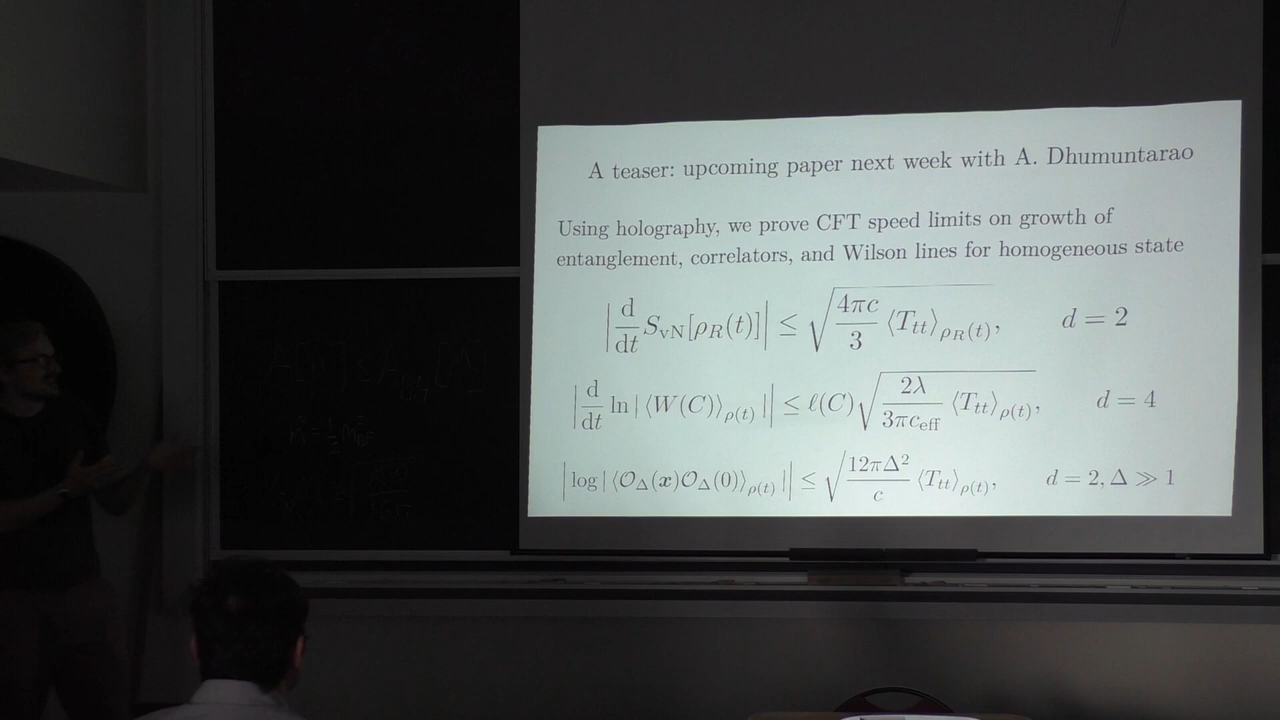 A teaser: upcoming paper next week with A. Dhumuntarao
Using holography, we prove CFT speed limits on growth of
entanglement, correlators, and Wilson lines for homogeneous state
|d/dt S_vN[ρ_R(t)]| ≤ √(4πc/3 ⟨T_tt⟩_ρ_R(t)), d = 2
|d/dt ln |⟨W(C)⟩_ρ(t)|| ≤ ℓ(C)√(2λ/3πc_eff ⟨T_tt⟩_ρ(t)), d = 4
|log |⟨𝒪_Δ(x)𝒪_Δ(0)⟩_ρ(t)|| ≤ √(12πΔ²/c ⟨T_tt⟩_ρ(t)), d = 2, Δ ≫ 1